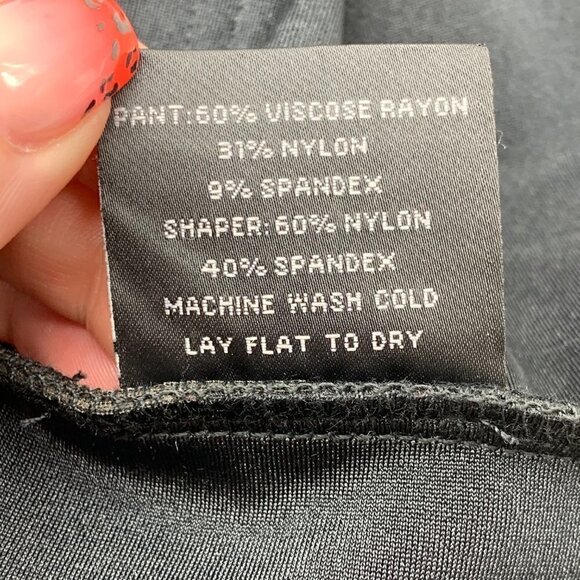 PANT:60% VISCOSE RAYON
31% NYLON
9% SPANDEX
SHAPER:60% NYLON
40% SPANDEX
MACHINE WASH COLD
LAY FLAT TO DRY